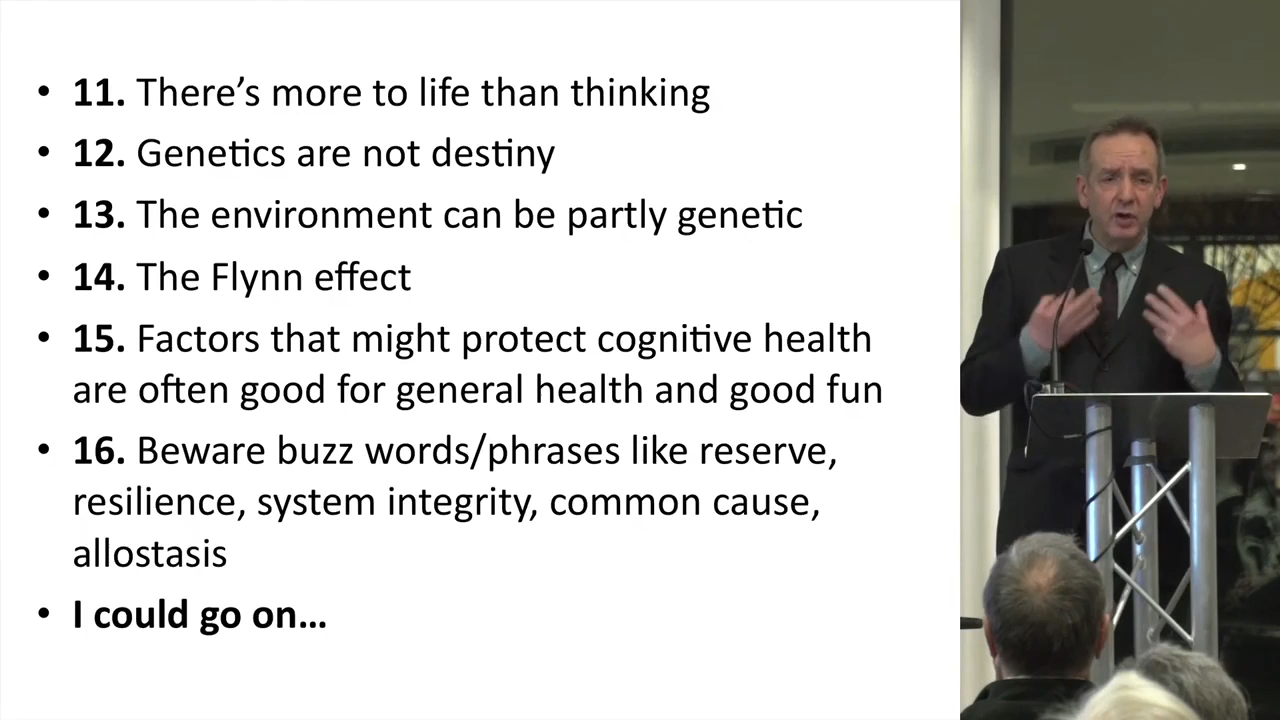 • 11. There’s more to life than thinking
• 12. Genetics are not destiny
• 13. The environment can be partly genetic
• 14. The Flynn effect
• 15. Factors that might protect cognitive health
are often good for general health and good fun
• 16. Beware buzz words/phrases like reserve,
resilience, system integrity, common cause,
allostasis
• I could go on…